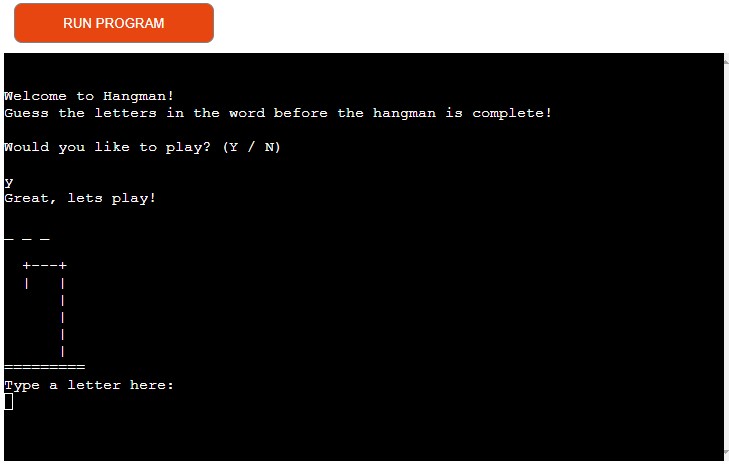 RUN PROGRAM
Welcome to Hangman!
Guess the letters in the word before the hangman is complete!
Would you like to play? (Y / N)
y
Great, lets play!
_ _ _
  +---+
  |   |
      |
      |
      |
      |
=========
Type a letter here: